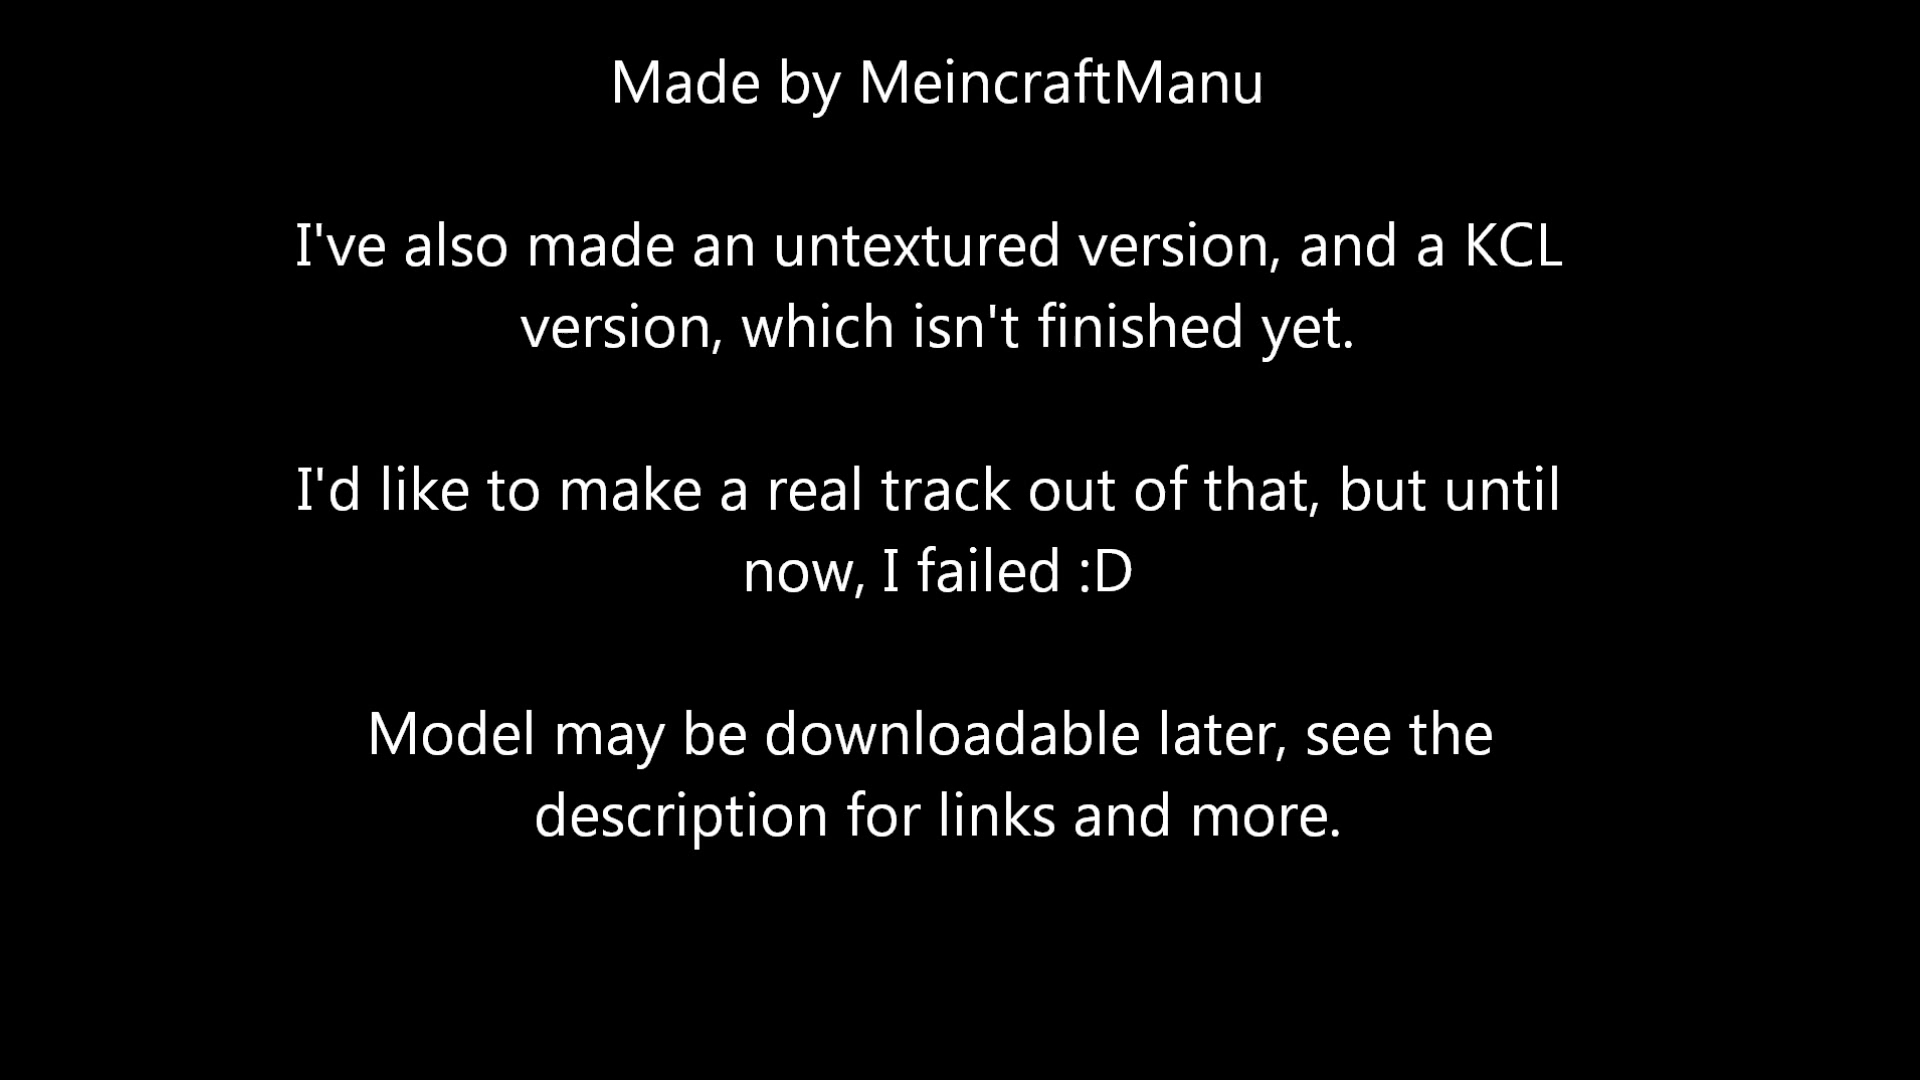 Made by MeincraftManu
I've also made an untextured version, and a KCL
version, which isn't finished yet.
I'd like to make a real track out of that, but until
now, I failed :D
Model may be downloadable later, see the
description for links and more.